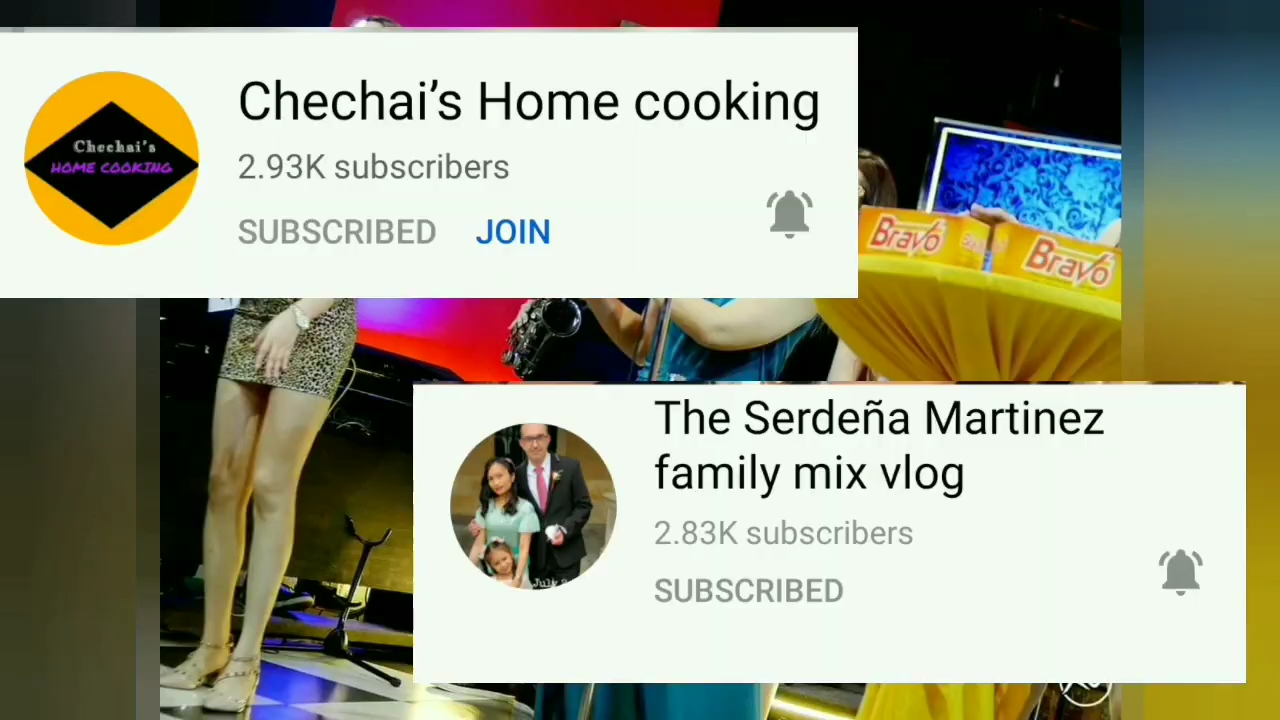 Chechai's
HOME COOKING
Chechai’s Home cooking
2.93K subscribers
SUBSCRIBED JOIN
Bravo
Bravo
The Serdeña Martinez
family mix vlog
2.83K subscribers
SUBSCRIBED